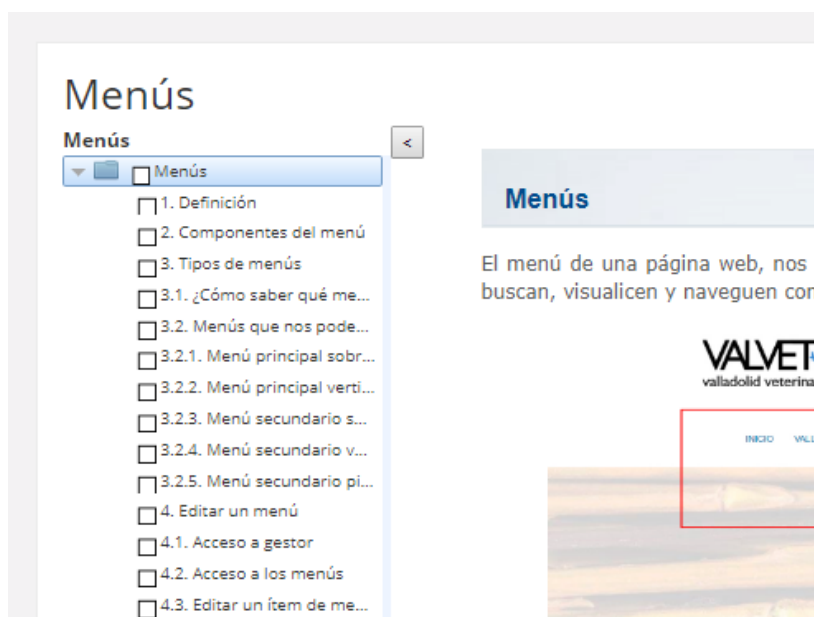 Menús
Menús
<
Menús
1. Definición
2. Componentes del menú
3. Tipos de menús
3.1. ¿Cómo saber qué me...
3.2. Menús que nos pode...
3.2.1. Menú principal sobr...
3.2.2. Menú principal verti...
3.2.3. Menú secundario s...
3.2.4. Menú secundario v...
3.2.5. Menú secundario pi...
4. Editar un menú
4.1. Acceso a gestor
4.2. Acceso a los menús
4.3. Editar un ítem de me...
Menús
El menú de una página web, nos
buscan, visualicen y naveguen con
VALVET+
valladolid veterina
INICIO VALL